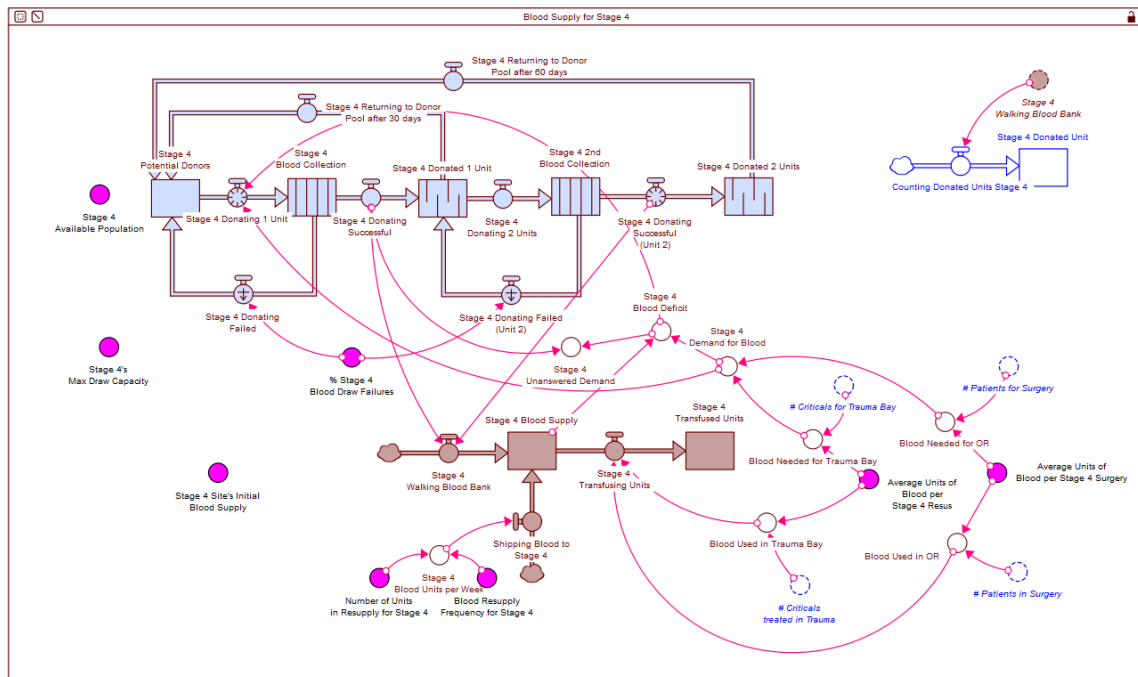 Blood Supply for Stage 4
Stage 4 Returning to Donor
Pool after 60 days
Stage 4 Returning to Donor
Pool after 30 days
Stage 4
Walking Blood Bank
Stage 4
Potential Donors
Stage 4
Blood Collection
Stage 4 Donated 1 Unit
Stage 4 2nd
Blood Collection
Stage 4 Donated 2 Units
Stage 4 Donated Unit
Counting Donated Units Stage 4
Stage 4
Available Population
Stage 4 Donating 1 Unit
Stage 4 Donating
Successful
Stage 4
Donating 2 Units
Stage 4 Donating
Successful
(Unit 2)
Stage 4 Donating
Failed
Stage 4 Donating Failed
(Unit 2)
Stage 4
Blood Deficit
Stage 4
Demand for Blood
Stage 4's
Max Draw Capacity
% Stage 4
Blood Draw Failures
Stage 4
Unanswered Demand
# Patients for Surgery
# Criticals for Trauma Bay
Stage 4 Blood Supply
Stage 4
Transfused Units
Blood Needed for OR
Blood Needed for Trauma Bay
Stage 4
Walking Blood Bank
Stage 4
Transfusing Units
Average Units of
Blood per
Stage 4 Resus
Average Units of
Blood per Stage 4 Surgery
Stage 4 Site's Initial
Blood Supply
Shipping Blood to
Stage 4
Blood Used in Trauma Bay
Blood Used in OR
Stage 4
Blood Units per Week
Number of Units
in Resupply for Stage 4
Blood Resupply
Frequency for Stage 4
# Criticals
treated in Trauma
# Patients in Surgery